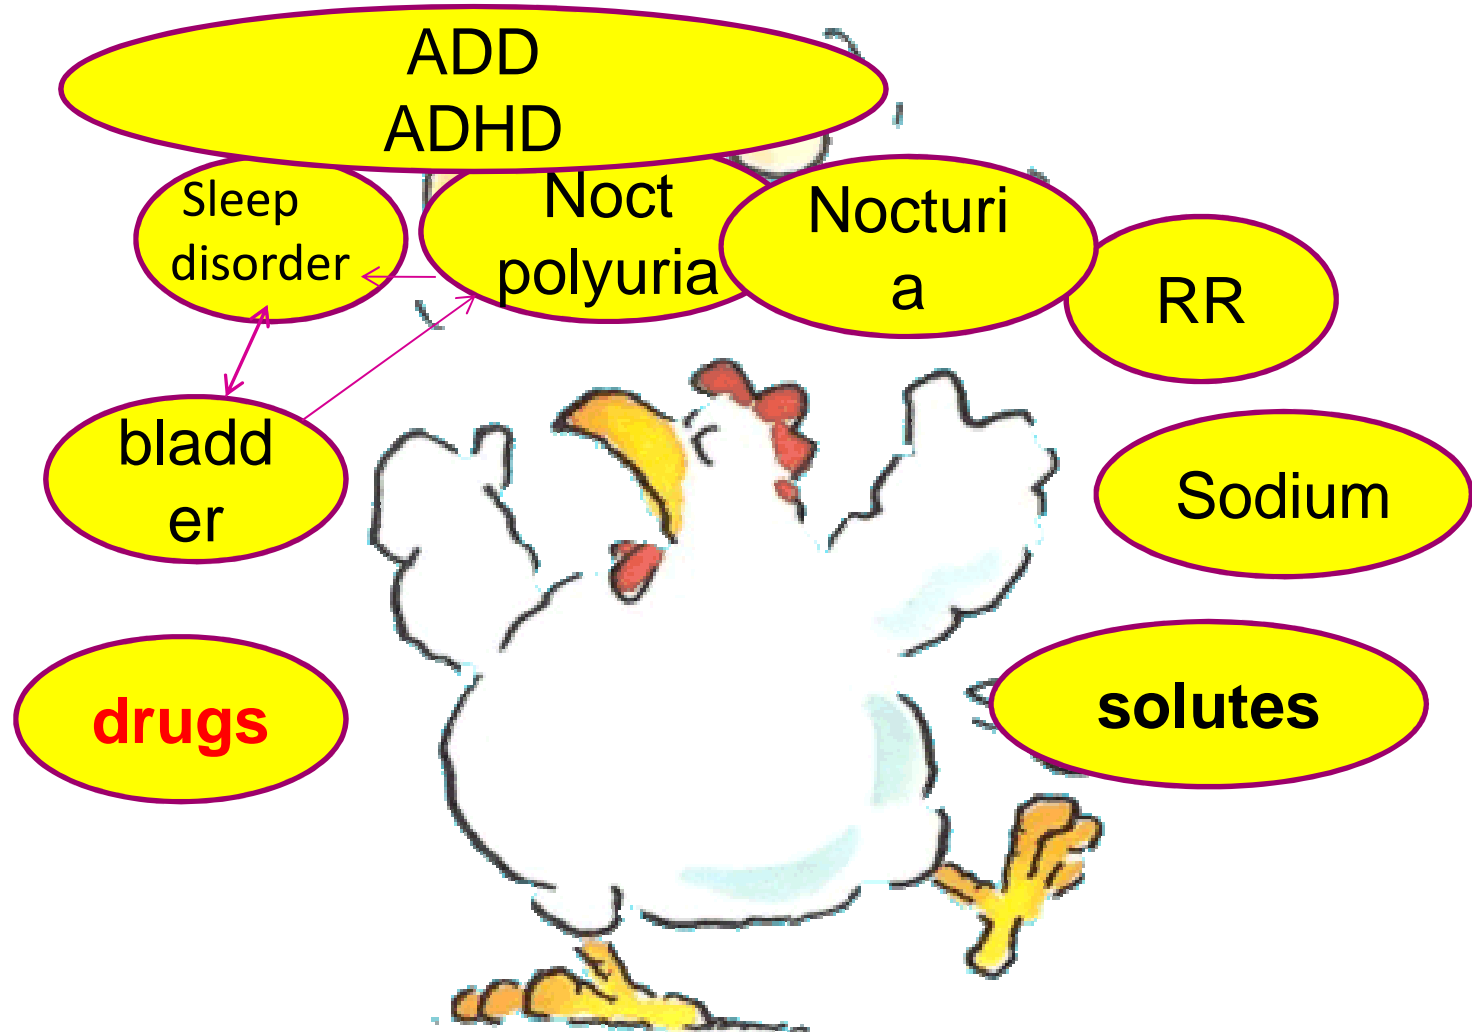 ADD
ADHD
Sleep
disorder
Noct
polyuria
Nocturi
a
RR
bladd
er
Sodium
drugs
solutes